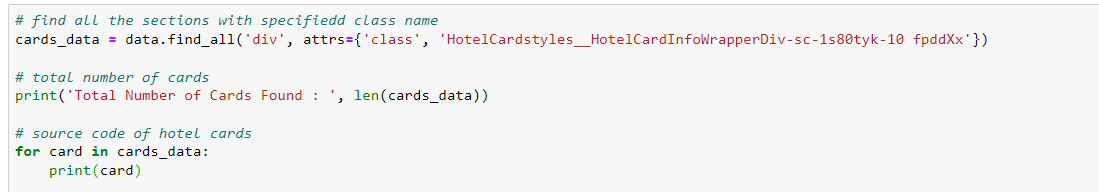 # find all the sections with specifiedd class name
cards_data = data.find_all('div', attrs={'class', 'HotelCardstyles__HotelCardInfoWrapperDiv-sc-1s80tyk-10 fpddXx'})
# total number of cards
print('Total Number of Cards Found : ', len(cards_data))
# source code of hotel cards
for card in cards_data:
    print(card)